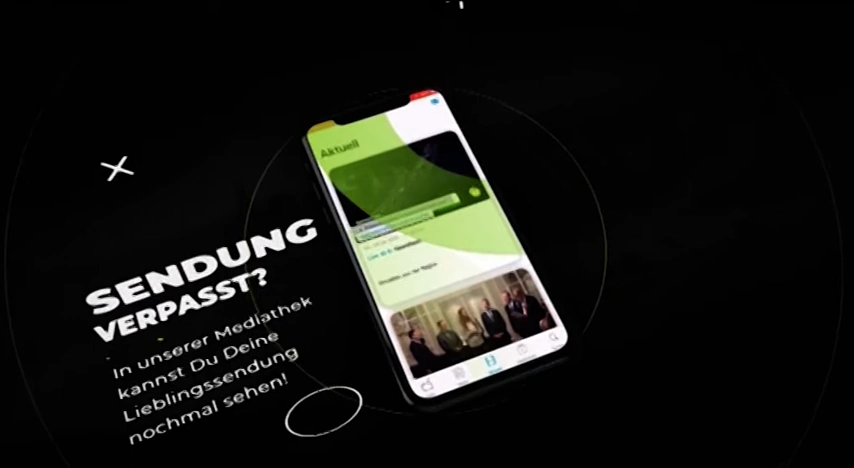 SENDUNG
VERPASST?
In unserer Mediathek
kannst Du Deine
Lieblingssendung
nochmal sehen!
Aktuell